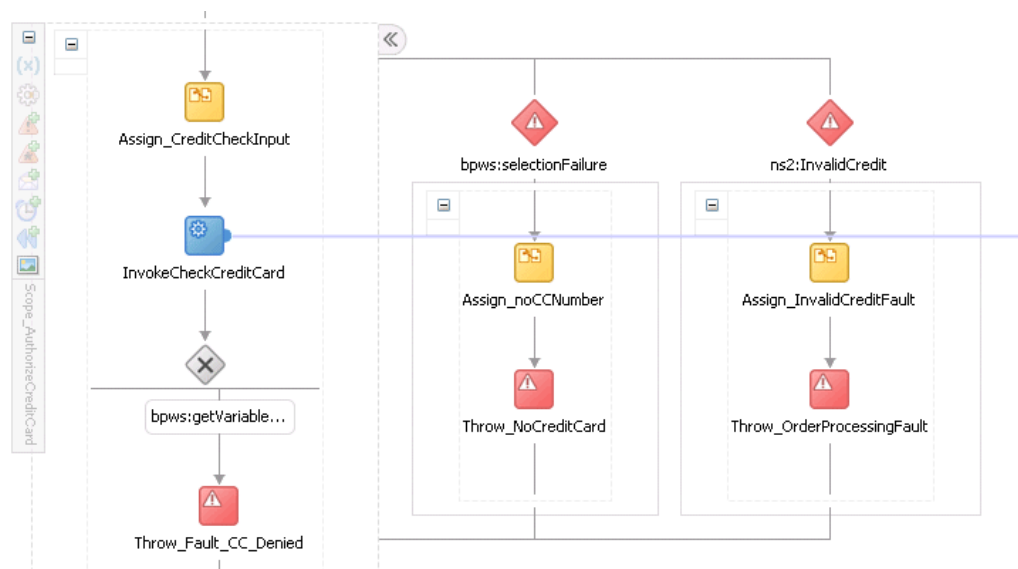 Scope_AuthorizeCreditCard
Assign_CreditCheckInput
InvokeCheckCreditCard
bpws:getVariable...
Throw_Fault_CC_Denied
bpws:selectionFailure
Assign_noCCNumber
Throw_NoCreditCard
ns2:InvalidCredit
Assign_InvalidCreditFault
Throw_OrderProcessingFault